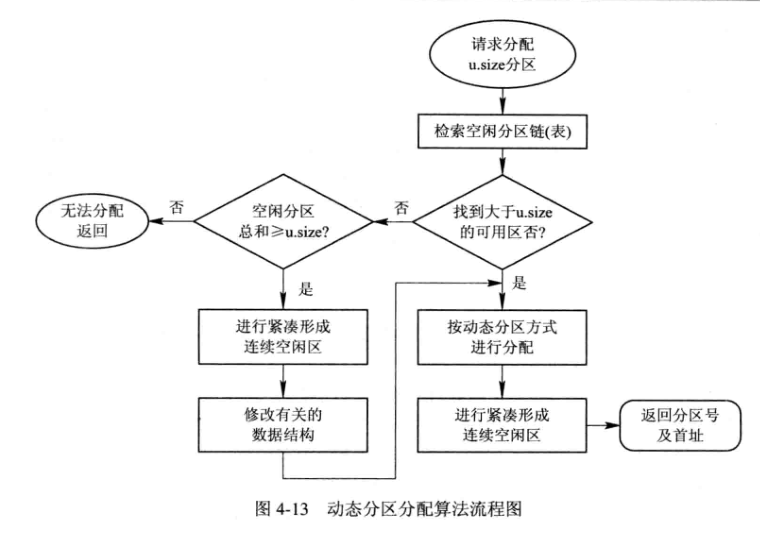 请求分配
u.size分区
检索空闲分区链(表)
找到大于u.size
的可用区否?
否
空闲分区
总和≥u.size?
否
无法分配
返回
是
进行紧凑形成
连续空闲区
修改有关的
数据结构
是
按动态分区方式
进行分配
进行紧凑形成
连续空闲区
返回分区号
及首址
图 4-13 动态分区分配算法流程图